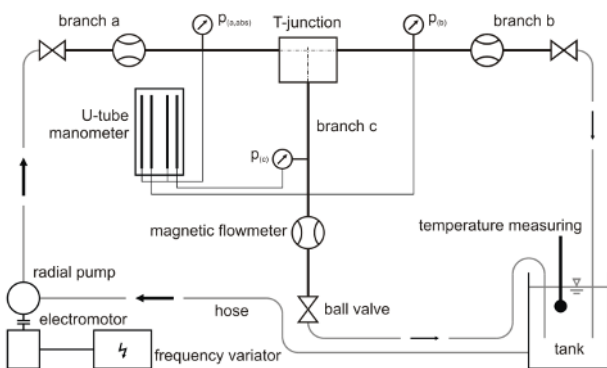 branch a
p(a,abs)
T-junction
p(b)
branch b
U-tube
manometer
branch c
p(c)
magnetic flowmeter
temperature measuring
radial pump
electromotor
hose
ball valve
frequency variator
tank